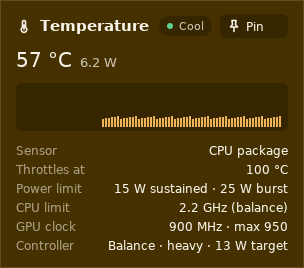 Temperature Cool Pin
57 °C 6.2 W
Sensor CPU package
Throttles at 100 °C
Power limit 15 W sustained · 25 W burst
CPU limit 2.2 GHz (balance)
GPU clock 900 MHz · max 950
Controller Balance · heavy · 13 W target